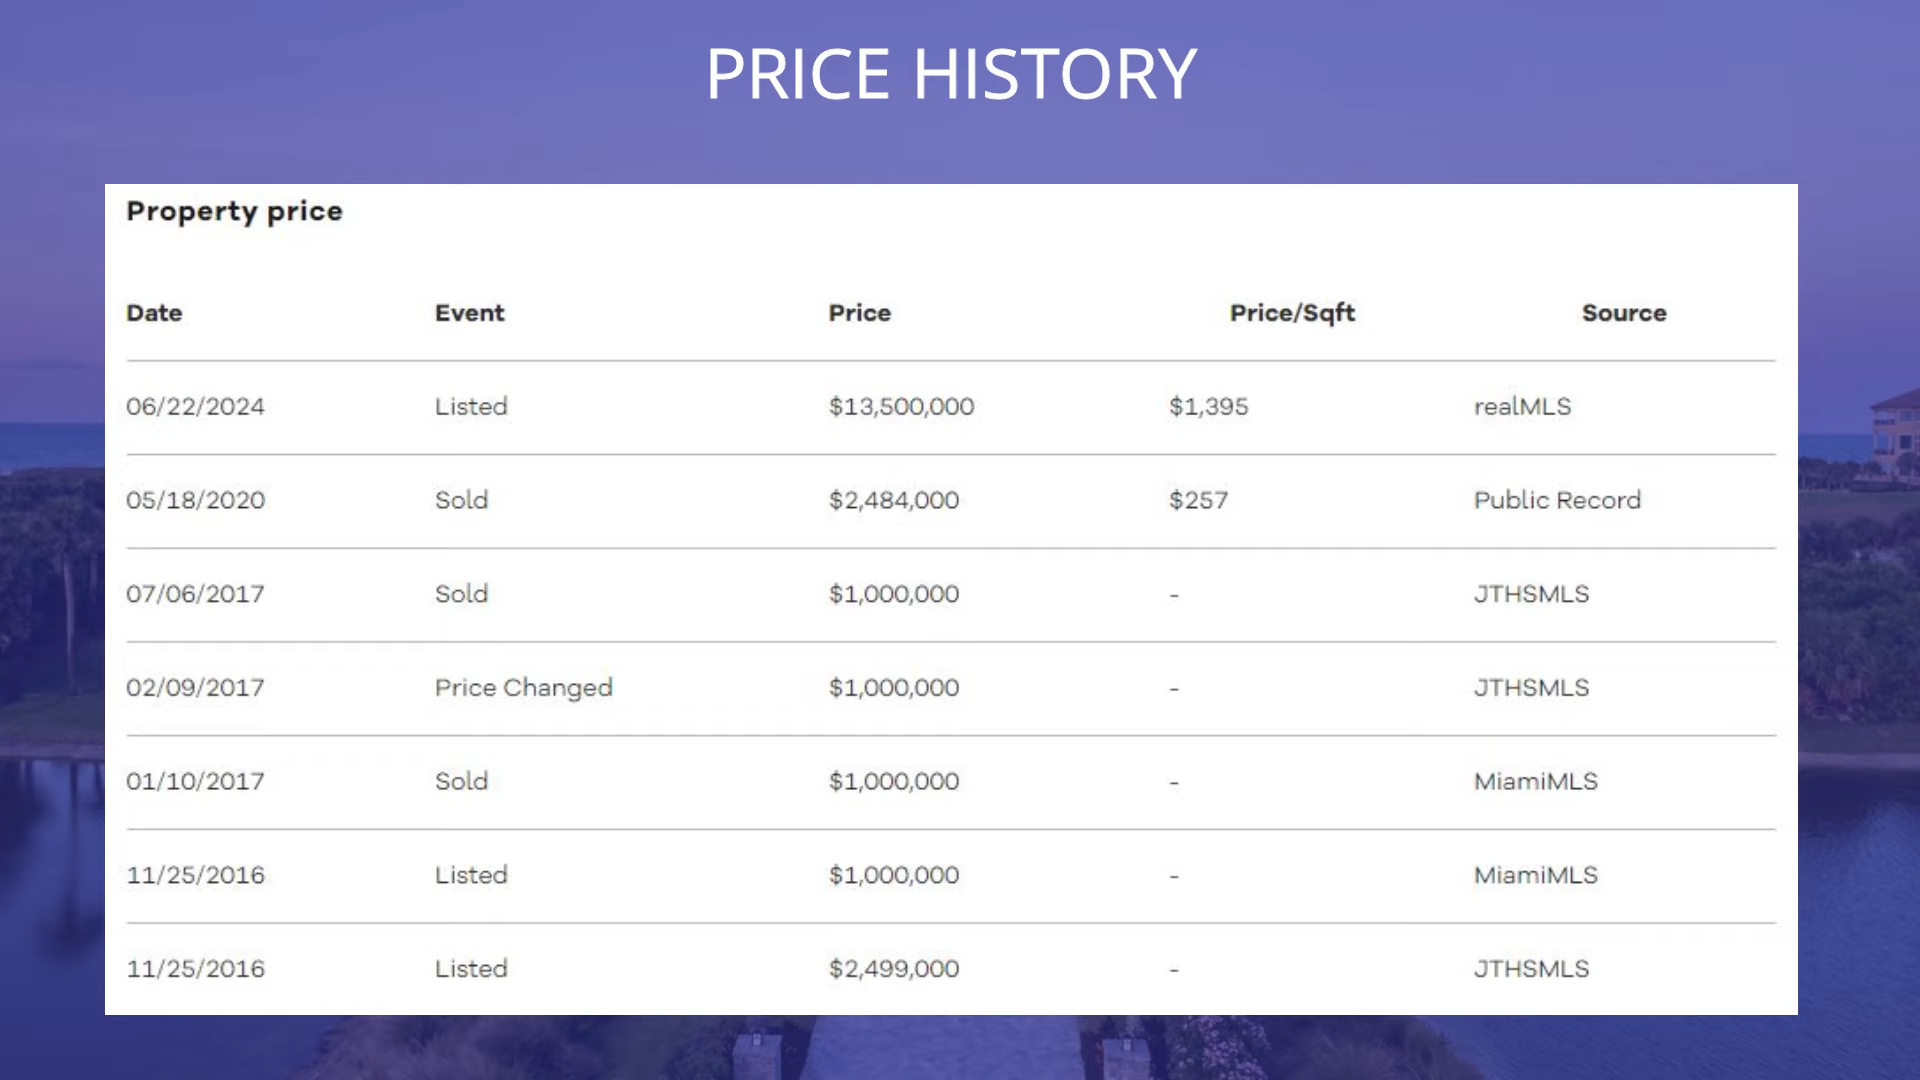 PRICE HISTORY
Property price
Date Event Price Price/Sqft Source
06/22/2024 Listed $13,500,000 $1,395 realMLS
05/18/2020 Sold $2,484,000 $257 Public Record
07/06/2017 Sold $1,000,000 - JTHSMLS
02/09/2017 Price Changed $1,000,000 - JTHSMLS
01/10/2017 Sold $1,000,000 - MiamiMLS
11/25/2016 Listed $1,000,000 - MiamiMLS
11/25/2016 Listed $2,499,000 - JTHSMLS